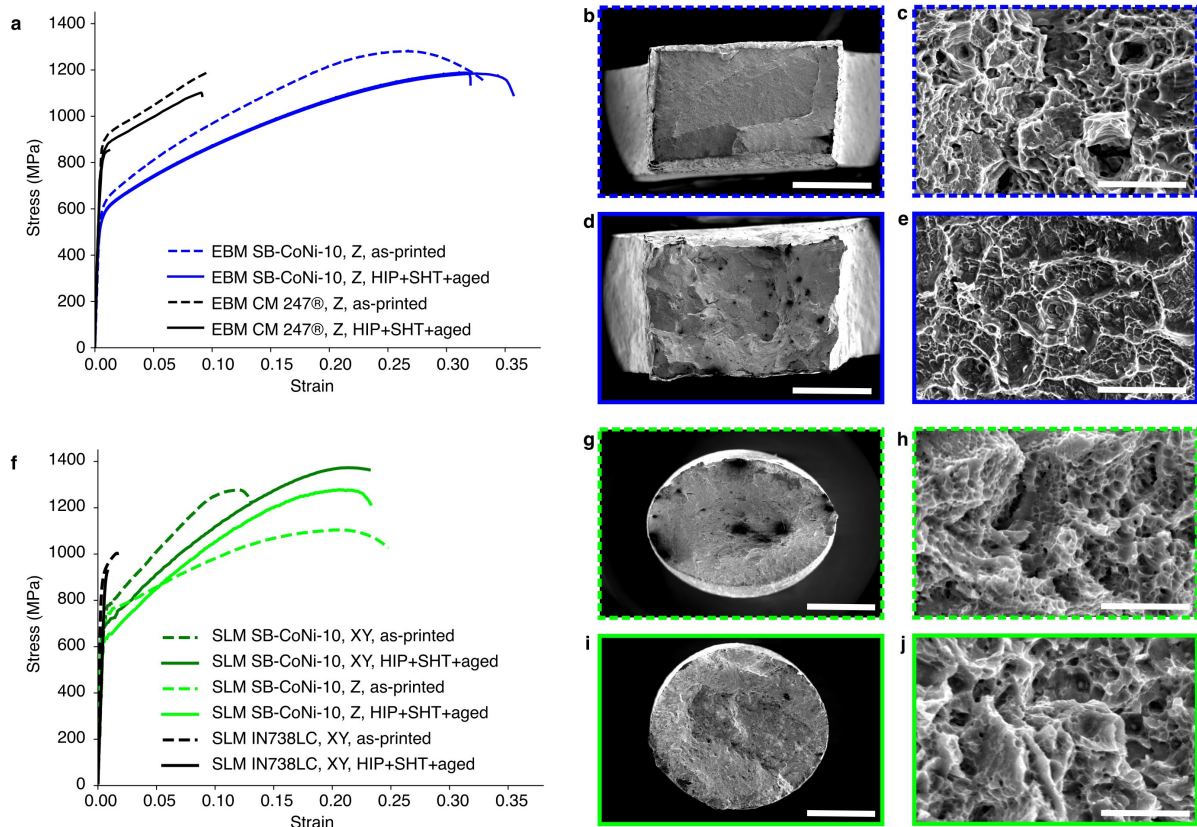 a
1400
1200
1000
800
600
400
200
0
Stress (MPa)
0.00 0.05 0.10 0.15 0.20 0.25 0.30 0.35
Strain
EBM SB-CoNi-10, Z, as-printed
EBM SB-CoNi-10, Z, HIP+SHT+aged
EBM CM 247®, Z, as-printed
EBM CM 247®, Z, HIP+SHT+aged
b
c
d
e
f
1400
1200
1000
800
600
400
200
0
Stress (MPa)
0.00 0.05 0.10 0.15 0.20 0.25 0.30 0.35
Strain
SLM SB-CoNi-10, XY, as-printed
SLM SB-CoNi-10, XY, HIP+SHT+aged
SLM SB-CoNi-10, Z, as-printed
SLM SB-CoNi-10, Z, HIP+SHT+aged
SLM IN738LC, XY, as-printed
SLM IN738LC, XY, HIP+SHT+aged
g
h
i
j